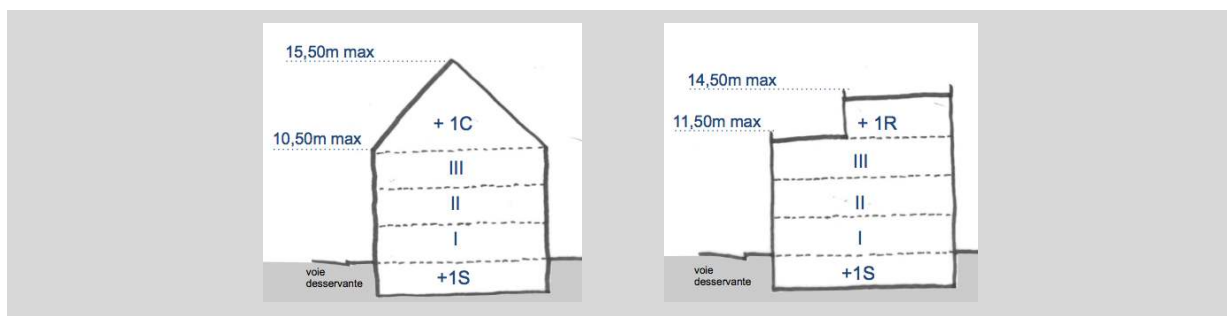 15,50m max
+ 1C
10,50m max
III
II
I
voie
desservante
+1S
14,50m max
11,50m max
+ 1R
III
II
I
voie
desservante
+1S